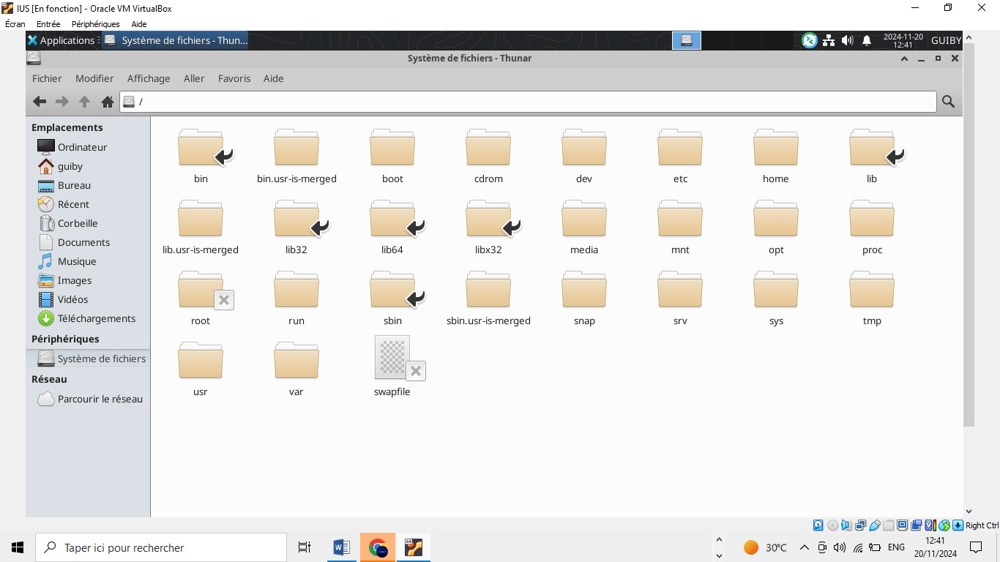 IUS [En fonction] - Oracle VM VirtualBox
Écran Entrée Périphériques Aide
Applications Système de fichiers - Thun... 2024-11-20 GUIBY
12:41
Système de fichiers - Thunar
Fichier Modifier Affichage Aller Favoris Aide
/
Emplacements
Ordinateur
guiby
Bureau
Récent
Corbeille
Documents
Musique
Images
Vidéos
Téléchargements
Périphériques
Système de fichiers
Réseau
Parcourir le réseau
bin bin.usr-is-merged boot cdrom dev etc home lib
lib.usr-is-merged lib32 lib64 libx32 media mnt opt proc
root run sbin sbin.usr-is-merged snap srv sys tmp
usr var swapfile
Right Ctrl
Taper ici pour rechercher 30°C ENG 12:41
20/11/2024